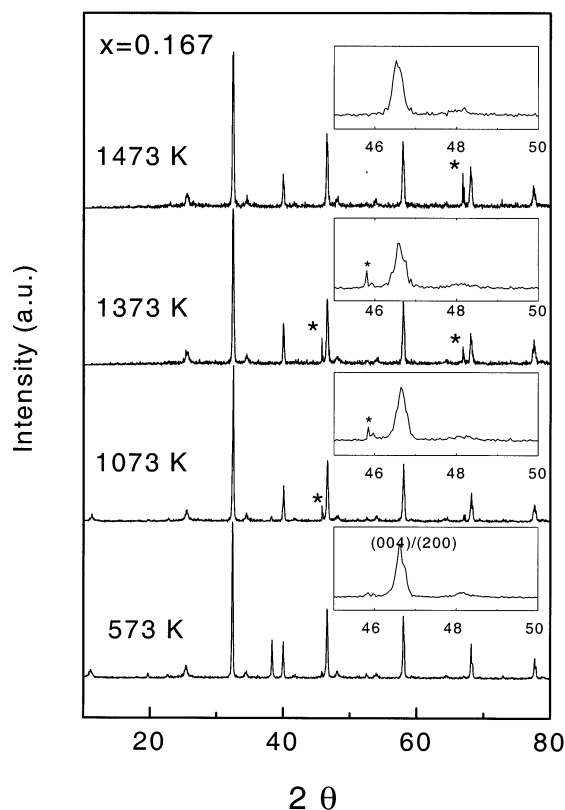 x=0.167
46 48 50
1473 K
*
*
46 48 50
1373 K
* *
*
46 48 50
1073 K
*
(004)/(200)
46 48 50
573 K
20 40 60 80
2 θ
Intensity (a.u.)